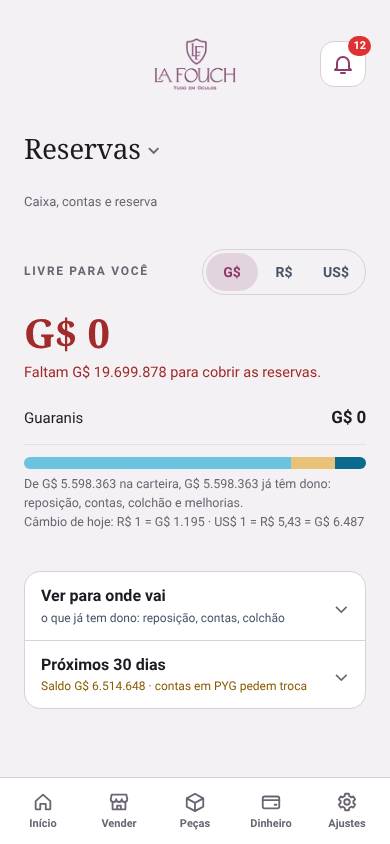 LF
LA FOUCH
Tudo em Óculos
12
Reservas
Caixa, contas e reserva
LIVRE PARA VOCÊ
G$ R$ US$
G$ 0
Faltam G$ 19.699.878 para cobrir as reservas.
Guaranis G$ 0
De G$ 5.598.363 na carteira, G$ 5.598.363 já têm dono:
reposição, contas, colchão e melhorias.
Câmbio de hoje: R$ 1 = G$ 1.195 · US$ 1 = R$ 5,43 = G$ 6.487
Ver para onde vai
o que já tem dono: reposição, contas, colchão
Próximos 30 dias
Saldo G$ 6.514.648 · contas em PYG pedem troca
Início Vender Peças Dinheiro Ajustes